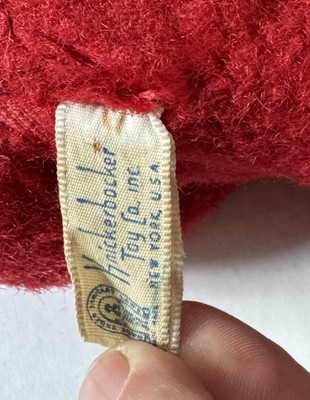 Knickerbocker
Toy Co. Inc.
NEW YORK, U.S.A.